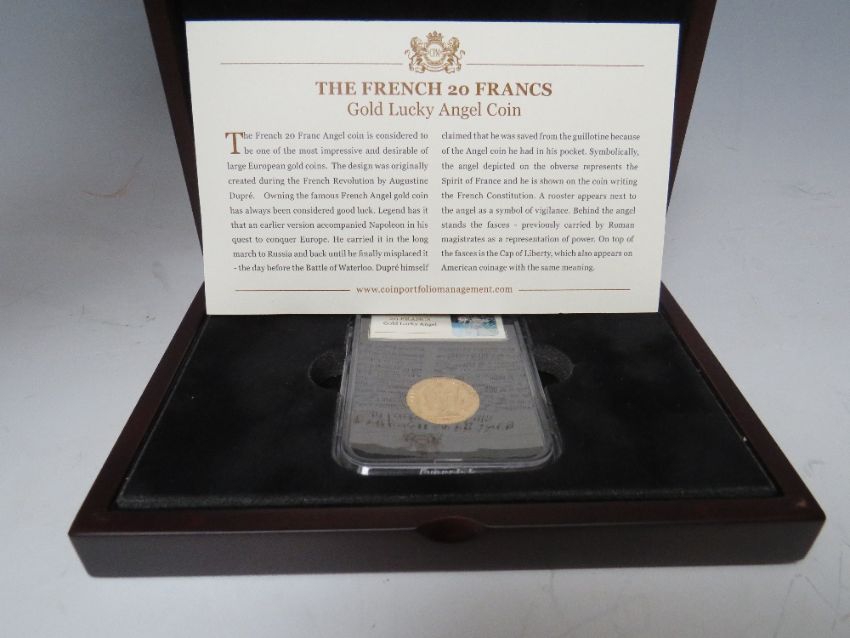 CPM
THE FRENCH 20 FRANCS
Gold Lucky Angel Coin
The French 20 Franc Angel coin is considered to
be one of the most impressive and desirable of
large European gold coins. The design was originally
created during the French Revolution by Augustine
Dupré. Owning the famous French Angel gold coin
has always been considered good luck. Legend has it
that an earlier version accompanied Napoleon in his
quest to conquer Europe. He carried it in the long
march to Russia and back until he finally misplaced it
- the day before the Battle of Waterloo. Dupré himself
claimed that he was saved from the guillotine because
of the Angel coin he had in his pocket. Symbolically,
the angel depicted on the obverse represents the
Spirit of France and he is shown on the coin writing
the French Constitution. A rooster appears next to
the angel as a symbol of vigilance. Behind the angel
stands the fasces - previously carried by Roman
magistrates as a representation of power. On top of
the fasces is the Cap of Liberty, which also appears on
American coinage with the same meaning.
www.coinportfoliomanagement.com
20 FRANCS
Gold Lucky Angel